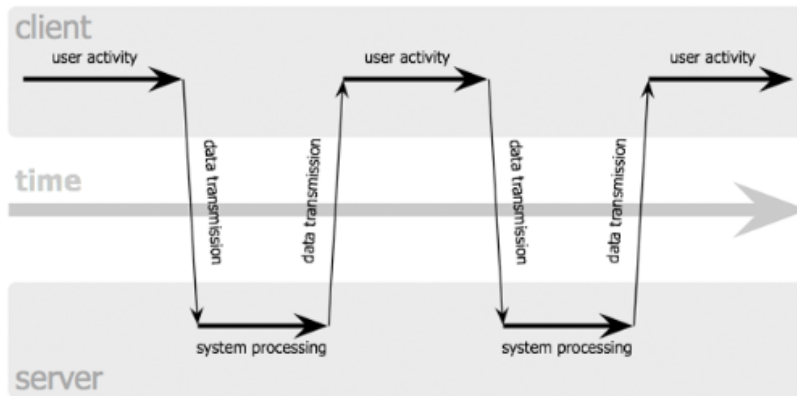 client
user activity
user activity
user activity
data transmission
data transmission
data transmission
data transmission
time
system processing
system processing
server